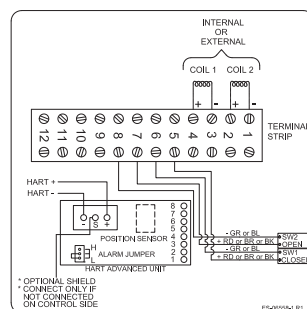 INTERNAL
OR
EXTERNAL
COIL 1 COIL 2
+ - + -
12 11 10 9 8 7 6 5 4 3 2 1
TERMINAL
STRIP
HART +
HART -
- S +
POSITION SENSOR
8
7
6
5
4
3
2
1
H
ALARM JUMPER
L
HART ADVANCED UNIT
- GR or BL
SW2
+ RD or BR or BK
OPEN
- GR or BL
SW1
+ RD or BR or BK
CLOSED
* OPTIONAL SHIELD
* CONNECT ONLY IF
NOT CONNECTED
ON CONTROL SIDE